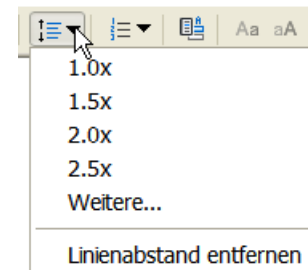 Aa aA
1.0x
1.5x
2.0x
2.5x
Weitere...
Linienabstand entfernen